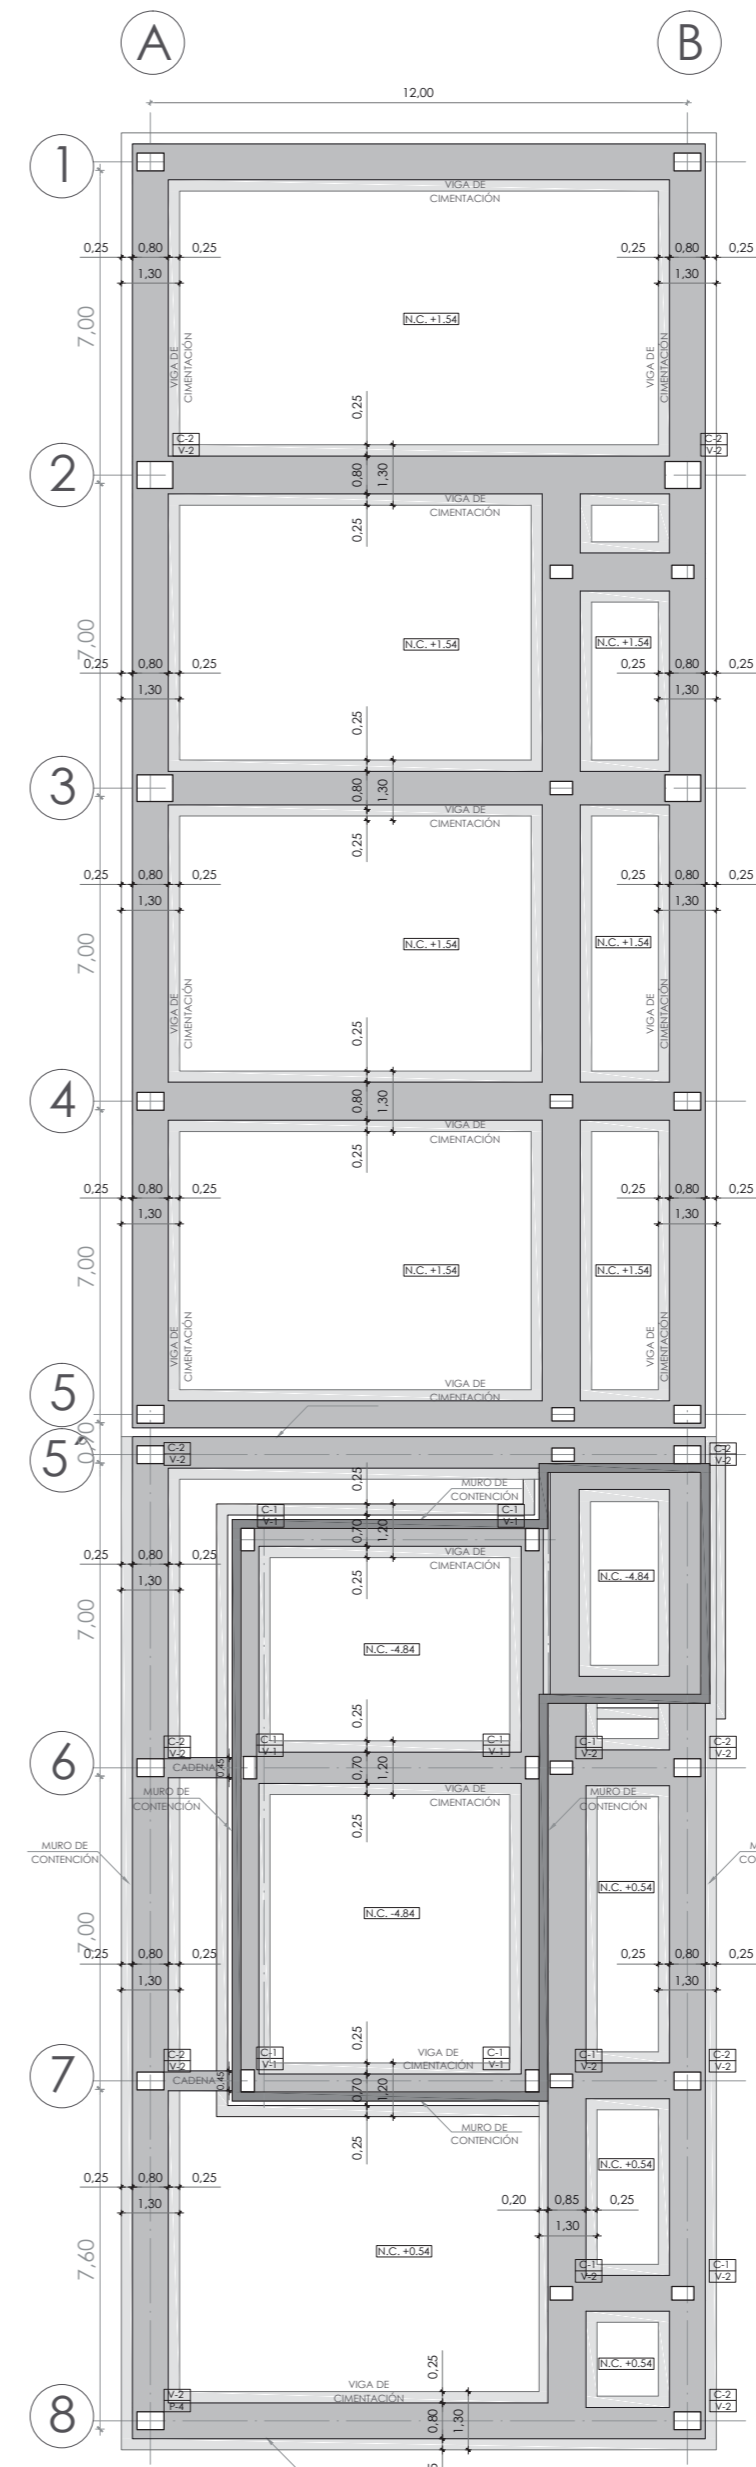 A
B
12,00
1
VIGA DE
CIMENTACIÓN
0,25
0,80
0,25
0,25
0,80
0,25
1,30
1,30
7,00
N.C. +1.54
VIGA DE
CIMENTACIÓN
VIGA DE
CIMENTACIÓN
0,25
C-2
V-2
C-2
V-2
2
0,80
1,30
VIGA DE
CIMENTACIÓN
0,25
7,00
N.C. +1.54
N.C. +1.54
0,25
0,80
0,25
0,25
0,80
0,25
1,30
1,30
0,25
3
0,80
1,30
VIGA DE
CIMENTACIÓN
0,25
0,25
0,80
0,25
0,25
0,80
0,25
1,30
1,30
7,00
N.C. +1.54
N.C. +1.54
VIGA DE
CIMENTACIÓN
VIGA DE
CIMENTACIÓN
0,25
4
0,80
1,30
VIGA DE
CIMENTACIÓN
0,25
0,25
0,80
0,25
0,25
0,80
0,25
1,30
1,30
7,00
N.C. +1.54
N.C. +1.54
VIGA DE
CIMENTACIÓN
VIGA DE
CIMENTACIÓN
VIGA DE
CIMENTACIÓN
5
0,90
5'
C-2
V-2
C-2
V-2
0,25
MURO DE
CONTENCIÓN
C-1
V-1
C-1
V-1
0,70
1,20
VIGA DE
CIMENTACIÓN
0,25
0,80
0,25
0,25
1,30
N.C. -4.84
7,00
N.C. -4.84
0,25
C-2
V-2
C-1
V-1
C-1
V-1
C-1
V-2
C-2
V-2
6
CADENA
0,45
0,70
1,20
VIGA DE
CIMENTACIÓN
MURO DE
CONTENCIÓN
MURO DE
CONTENCIÓN
0,25
MURO DE
CONTENCIÓN
N.C. +0.54
N.C. -4.84
7,00
0,25
0,80
0,25
0,25
0,80
0,25
1,30
1,30
0,25
C-2
V-2
C-1
V-1
VIGA DE
CIMENTACIÓN
C-1
V-1
C-1
V-2
C-2
V-2
7
CADENA
0,45
0,70
1,20
MURO DE
CONTENCIÓN
0,25
N.C. +0.54
0,25
0,80
0,25
0,20
0,85
0,25
1,30
1,30
7,60
N.C. +0.54
C-1
V-2
C-1
V-2
N.C. +0.54
0,25
VIGA DE
CIMENTACIÓN
V-2
P-4
C-2
V-2
8
0,80
1,30